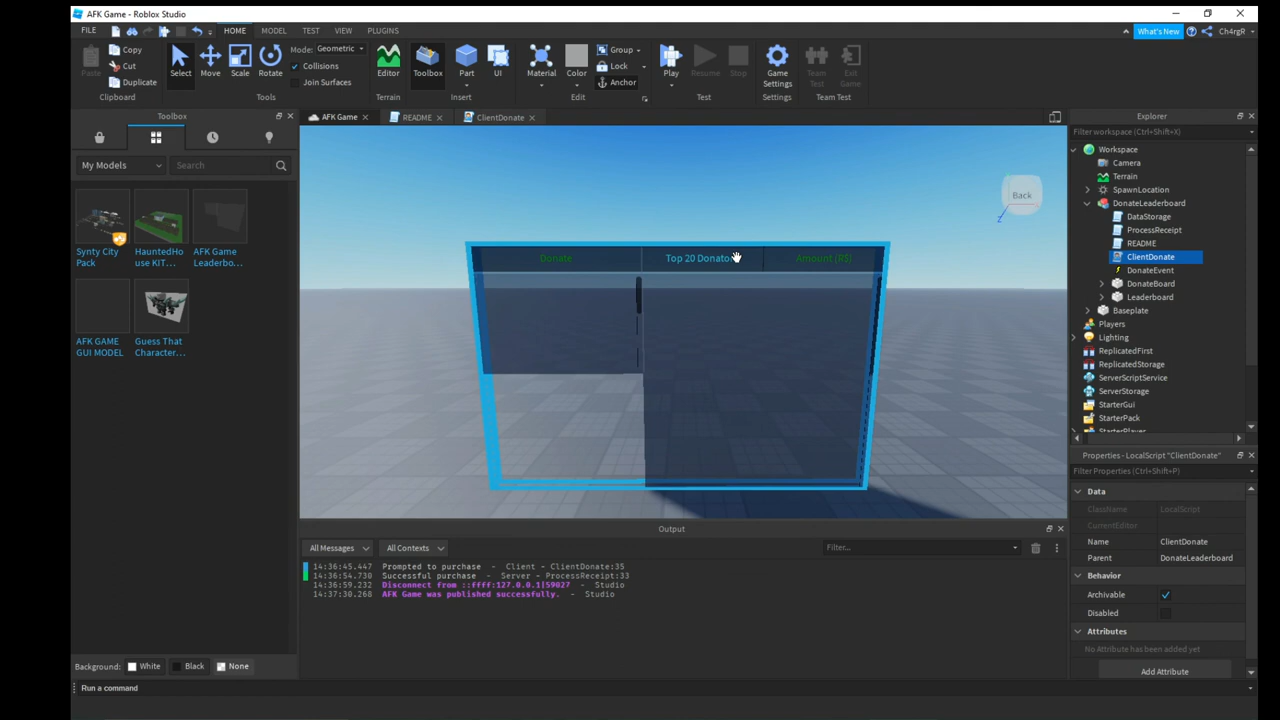 AFK Game - Roblox Studio
FILE HOME MODEL TEST VIEW PLUGINS What's New Ch4rgR
Paste Copy Cut Duplicate
Select Move Scale Rotate
Mode: Geometric
Collisions
Join Surfaces
Editor Toolbox Part UI
Material Color Group Lock Anchor
Play Resume Stop
Game Settings
Team Test
Exit Game
Clipboard Tools Terrain Insert Edit Test Settings Team Test
Toolbox
AFK Game README ClientDonate
My Models Search
Synty City Pack
HauntedHo use KIT...
AFK Game Leaderbo...
AFK GAME GUI MODEL
Guess That Character...
Background: White Black None
Back
Z
Donate Top 20 Donato Amount (R$)
Output
All Messages All Contexts Filter...
14:36:45.447 Prompted to purchase - Client - ClientDonate:35
14:36:54.730 Successful purchase - Server - ProcessReceipt:33
14:36:59.232 Disconnect from ::ffff:127.0.0.1|59027 - Studio
14:37:30.268 AFK Game was published successfully. - Studio
Explorer
Filter workspace (Ctrl+Shift+X)
Workspace
Camera
Terrain
SpawnLocation
DonateLeaderboard
DataStorage
ProcessReceipt
README
ClientDonate
DonateEvent
DonateBoard
Leaderboard
Baseplate
Players
Lighting
ReplicatedFirst
ReplicatedStorage
ServerScriptService
ServerStorage
StarterGui
StarterPack
StarterPlayer
Properties - LocalScript "ClientDonate"
Filter Properties (Ctrl+Shift+P)
Data
ClassName LocalScript
CurrentEditor
Name ClientDonate
Parent DonateLeaderboard
Behavior
Archivable
Disabled
Attributes
No Attribute has been added yet
Add Attribute
Run a command